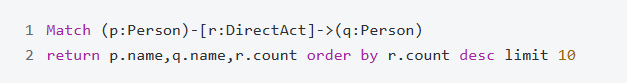 1 Match (p:Person)-[r:DirectAct]->(q:Person)
2 return p.name,q.name,r.count order by r.count desc limit 10